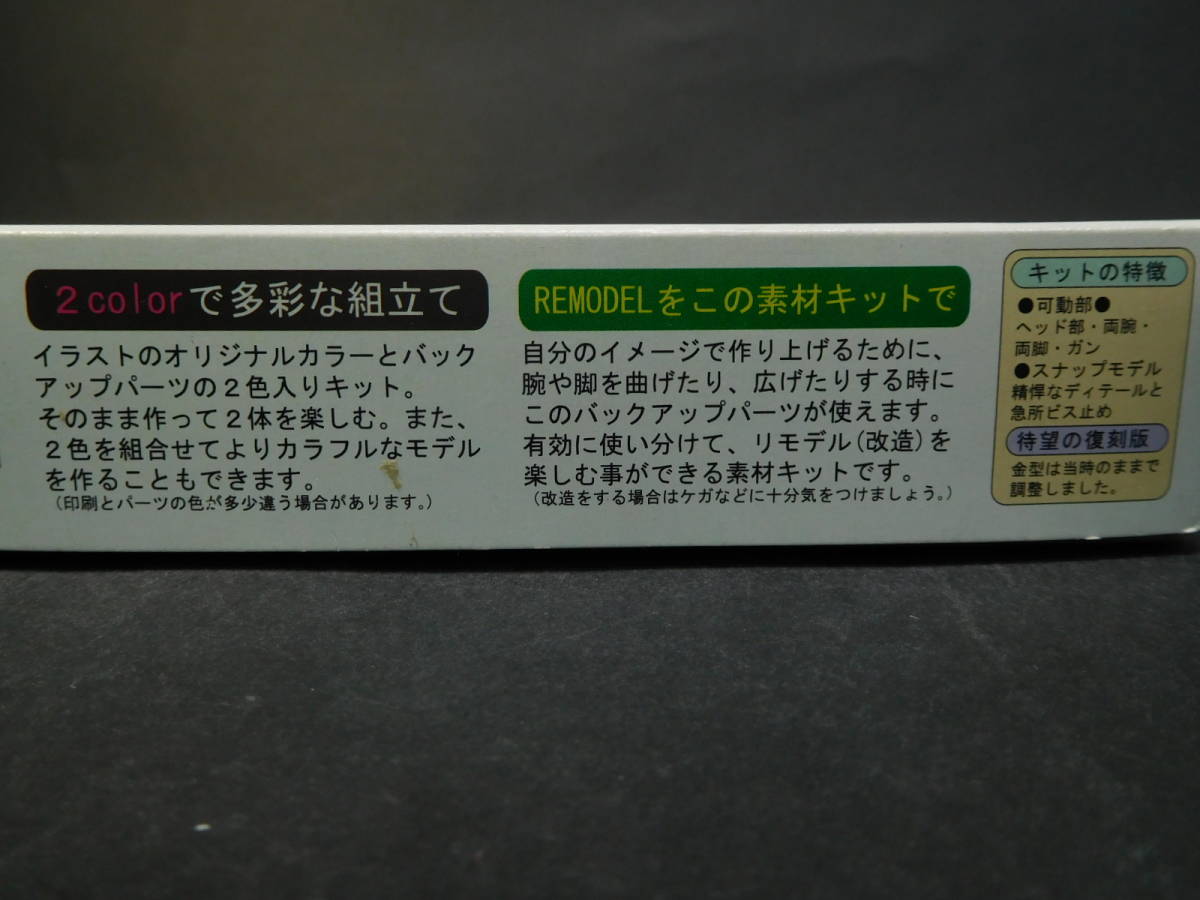 2colorで多彩な組立て
イラストのオリジナルカラーとバック
アップパーツの2色入りキット。
そのまま作って2体を楽しむ。また、
2色を組合せてよりカラフルなモデル
を作ることもできます。
(印刷とパーツの色が多少違う場合があります。)
REMODELをこの素材キットで
自分のイメージで作り上げるために、
腕や脚を曲げたり、広げたりする時に
このバックアップパーツが使えます。
有効に使い分けて、リモデル(改造)を
楽しむ事ができる素材キットです。
(改造をする場合はケガなどに十分気をつけましょう。)
キットの特徴
●可動部●
ヘッド部・両腕・
両脚・ガン
●スナップモデル
精悍なディテールと
急所ビス止め
待望の復刻版
金型は当時のままで
調整しました。